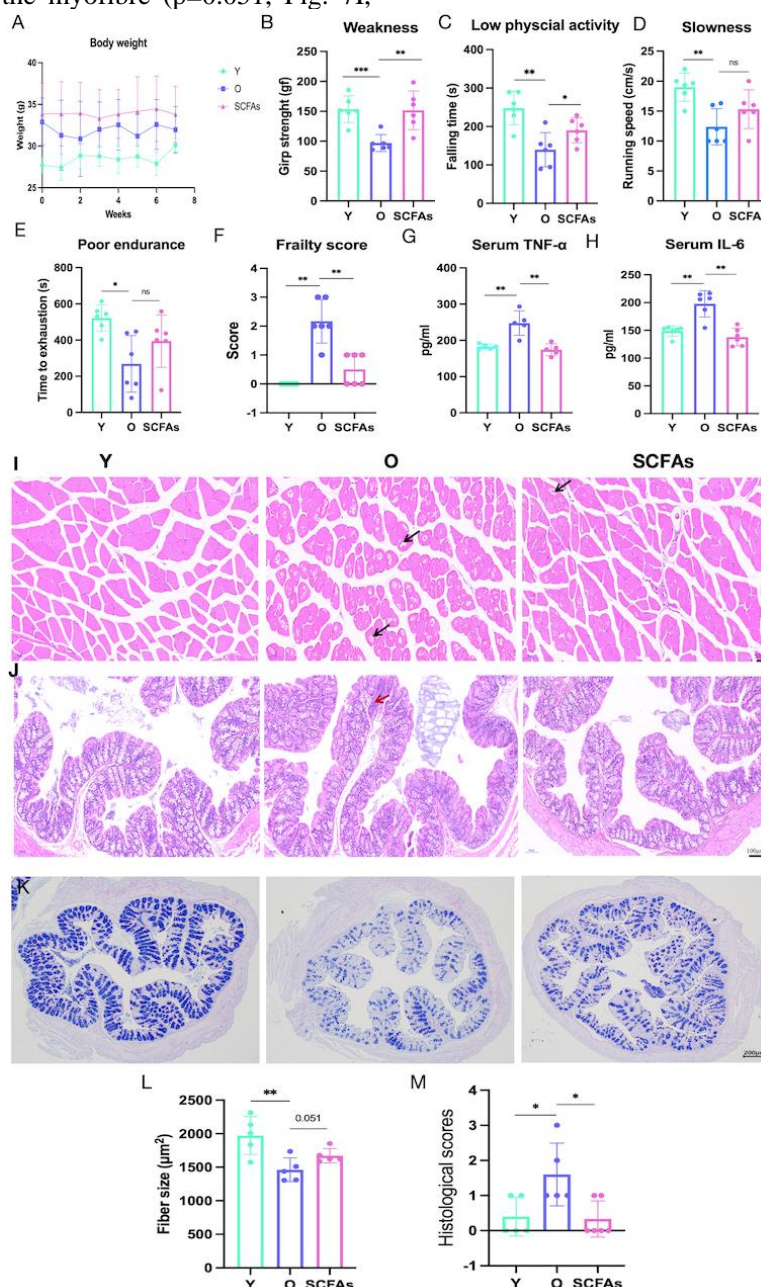 the myofibre (p=0.051; Fig. 7I,
A
Body weight
Weight (g)
40
35
30
25
0 2 4 6 8
Weeks
Y
O
SCFAs
B
Weakness
Girp strenght (gf)
250
200
150
100
50
0
***
**
Y O SCFAs
C
Low physcial activity
Falling time (s)
400
300
200
100
0
**
*
Y O SCFAs
D
Slowness
Running speed (cm/s)
25
20
15
10
5
0
**
ns
Y O SCFAs
E
Poor endurance
Time to exhaustion (s)
800
600
400
200
0
*
ns
Y O SCFAs
F
Frailty score
Score
4
3
2
1
0
-1
**
**
Y O SCFAs
G
Serum TNF-α
pg/ml
400
300
200
100
0
**
**
Y O SCFAs
H
Serum IL-6
pg/ml
250
200
150
100
50
0
**
**
Y O SCFAs
I
Y
O
SCFAs
J
100μm
K
200μm
L
Fiber size (μm²)
2500
2000
1500
1000
500
0
**
0.051
Y O SCFAs
M
Histological scores
4
3
2
1
0
-1
*
*
Y O SCFAs